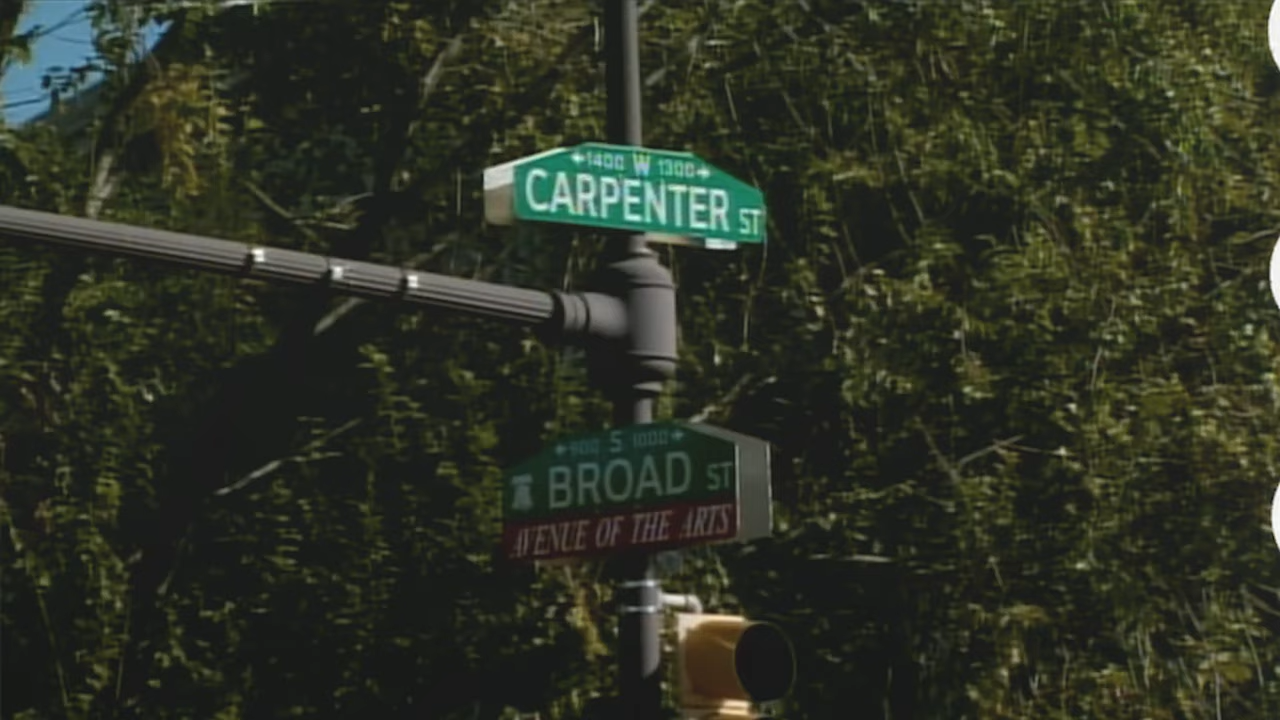 ←1400 W 1300→
CARPENTER ST
←900 S 1000→
BROAD ST
AVENUE OF THE ARTS